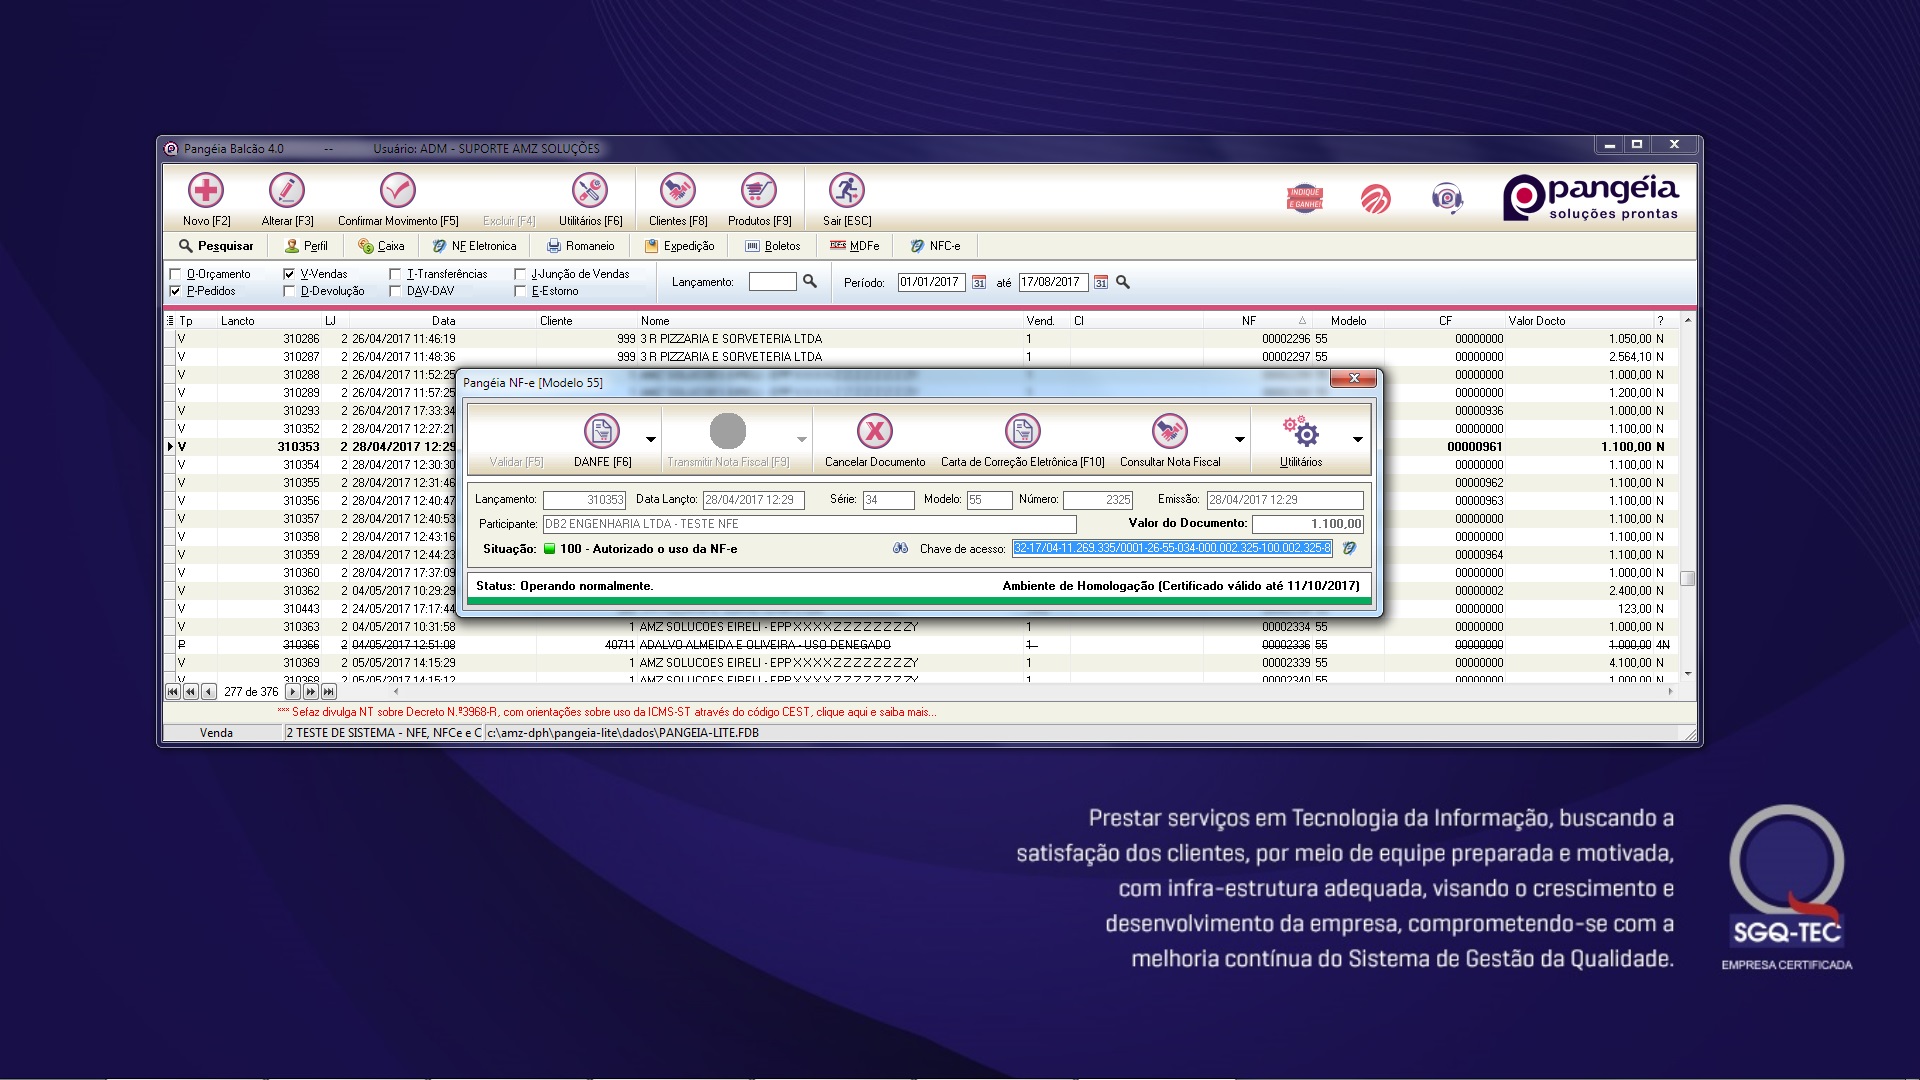 Pangéia Balcão 4.0 -- Usuário: ADM - SUPORTE AMZ SOLUÇÕES
Novo [F2] Alterar [F3] Confirmar Movimento [F5] Excluir [F4] Utilitários [F6] Clientes [F8] Produtos [F9] Sair [ESC]
INDIQUE E GANHE!
pangéia
soluções prontas
Pesquisar Perfil Caixa NF Eletronica Romaneio Expedição Boletos MDFe NFC-e
O-Orçamento V-Vendas T-Transferências J-Junção de Vendas
P-Pedidos D-Devolução DAV-DAV E-Estorno
Lançamento: Período: 01/01/2017 até 17/08/2017
Tp Lancto LJ Data Cliente Nome Vend. CI NF Modelo CF Valor Docto ?
V 310286 2 26/04/2017 11:46:19 999 3 R PIZZARIA E SORVETERIA LTDA 1 00002296 55 00000000 1.050,00 N
V 310287 2 26/04/2017 11:48:36 999 3 R PIZZARIA E SORVETERIA LTDA 1 00002297 55 00000000 2.564,10 N
V 310288 2 26/04/2017 11:52:25 00000000 1.000,00 N
V 310289 2 26/04/2017 11:57:25 00000000 1.200,00 N
V 310293 2 26/04/2017 17:33:34 00000936 1.000,00 N
V 310352 2 28/04/2017 12:27:21 00000000 1.100,00 N
V 310353 2 28/04/2017 12:29 00000961 1.100,00 N
V 310354 2 28/04/2017 12:30:30 00000000 1.100,00 N
V 310355 2 28/04/2017 12:31:46 00000962 1.100,00 N
V 310356 2 28/04/2017 12:40:47 00000963 1.100,00 N
V 310357 2 28/04/2017 12:40:53 00000000 1.100,00 N
V 310358 2 28/04/2017 12:43:16 00000000 1.100,00 N
V 310359 2 28/04/2017 12:44:23 00000964 1.100,00 N
V 310360 2 28/04/2017 17:37:09 00000000 1.000,00 N
V 310362 2 04/05/2017 10:29:29 00000002 2.400,00 N
V 310443 2 24/05/2017 17:17:44 00000000 123,00 N
V 310363 2 04/05/2017 10:31:58 1 AMZ SOLUCOES EIRELI - EPPXXXXZZZZZZZZY 1 00002334 55 00000000 1.000,00 N
P 310366 2 04/05/2017 12:51:08 40711 ADALVO ALMEIDA E OLIVEIRA - USO DENEGADO 1 00002336 55 00000000 1.000,00 4N
V 310369 2 05/05/2017 14:15:29 1 AMZ SOLUCOES EIRELI - EPPXXXXZZZZZZZZY 1 00002339 55 00000000 4.100,00 N
V 310368 2 05/05/2017 14:15:12 1 AMZ SOLUCOES EIRELI - EPPXXXXZZZZZZZZY 1 00002340 55 00000000 1.000,00 N
Pangéia NF-e [Modelo 55]
Validar [F5] DANFE [F6] Transmitir Nota Fiscal [F9] Cancelar Documento Carta de Correção Eletrônica [F10] Consultar Nota Fiscal Utilitários
Lançamento: 310353 Data Lançto: 28/04/2017 12:29 Série: 34 Modelo: 55 Número: 2325 Emissão: 28/04/2017 12:29
Participante: DB2 ENGENHARIA LTDA - TESTE NFE Valor do Documento: 1.100,00
Situação: 100 - Autorizado o uso da NF-e Chave de acesso: 32-17/04-11.269.335/0001-26-55-034-000.002.325-100.002.325-8
Status: Operando normalmente. Ambiente de Homologação (Certificado válido até 11/10/2017)
277 de 376
*** Sefaz divulga NT sobre Decreto N.º3968-R, com orientações sobre uso da ICMS-ST através do código CEST, clique aqui e saiba mais...
Venda 2 TESTE DE SISTEMA - NFE, NFCe e C c:\amz-dph\pangeia-lite\dados\PANGEIA-LITE.FDB
Prestar serviços em Tecnologia da Informação, buscando a
satisfação dos clientes, por meio de equipe preparada e motivada,
com infra-estrutura adequada, visando o crescimento e
desenvolvimento da empresa, comprometendo-se com a
melhoria contínua do Sistema de Gestão da Qualidade.
SGQ-TEC
EMPRESA CERTIFICADA